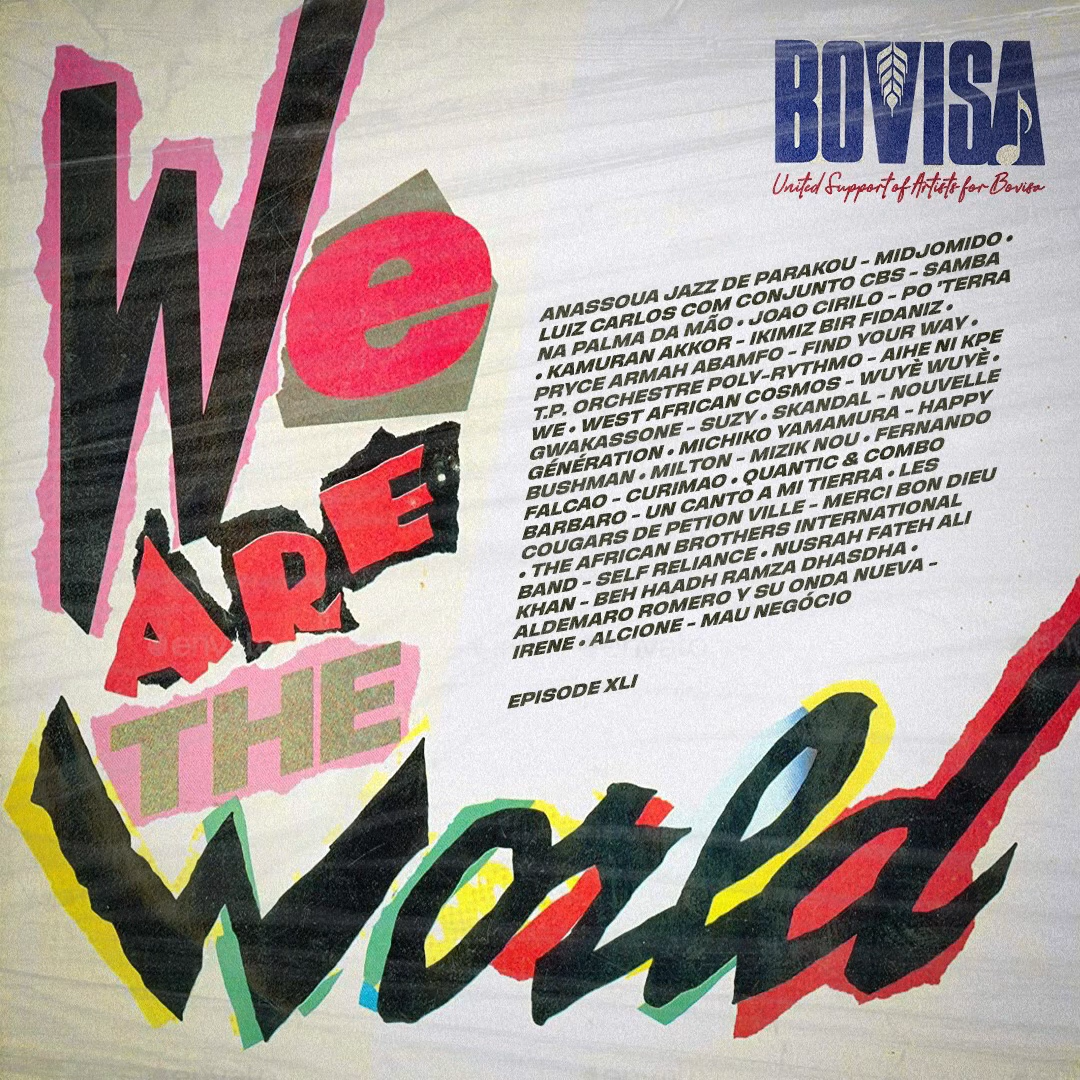 We
ARE
THE
World
BOVISA
United Support of Artists for Bovisa
ANASSOUA JAZZ DE PARAKOU - MIDJOMIDO •
LUIZ CARLOS COM CONJUNTO CBS - SAMBA
NA PALMA DA MÃO • JOAO CIRILO - PO 'TERRA
• KAMURAN AKKOR - IKIMIZ BIR FIDANIZ •
PRYCE ARMAH ABAMFO - FIND YOUR WAY •
T.P. ORCHESTRE POLY-RYTHMO - AIHE NI KPE
WE • WEST AFRICAN COSMOS - WUYÈ WUYÈ •
GWAKASSONE - SUZY • SKANDAL - NOUVELLE
GÉNÉRATION • MICHIKO YAMAMURA - HAPPY
BUSHMAN • MILTON - MIZIK NOU • FERNANDO
FALCAO - CURIMAO • QUANTIC & COMBO
BARBARO - UN CANTO A MI TIERRA • LES
COUGARS DE PETION VILLE - MERCI BON DIEU
• THE AFRICAN BROTHERS INTERNATIONAL
BAND - SELF RELIANCE • NUSRAH FATEH ALI
KHAN - BEH HAADH RAMZA DHASDHA •
ALDEMARO ROMERO Y SU ONDA NUEVA -
IRENE • ALCIONE - MAU NEGÓCIO
EPISODE XLI